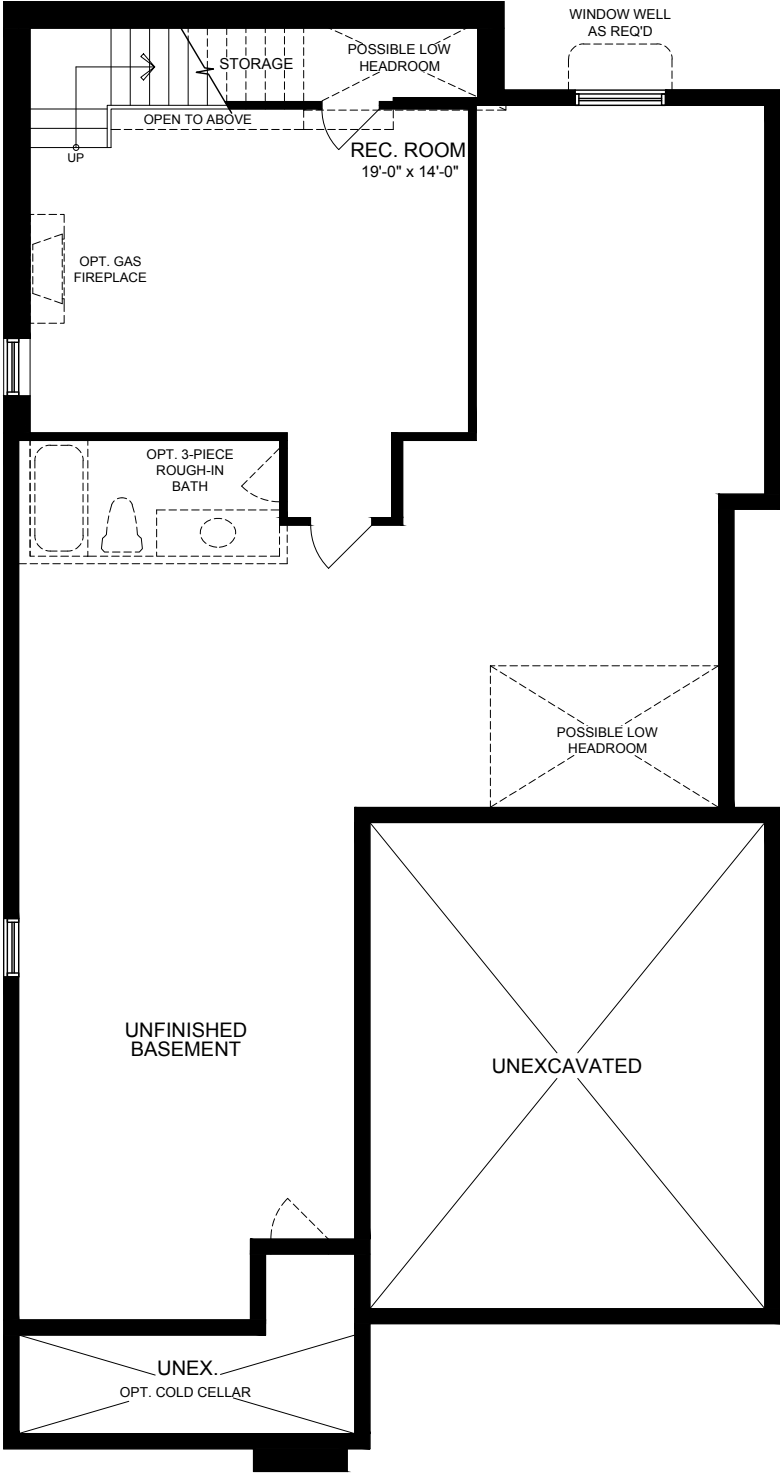 WINDOW WELL
AS REQ'D
STORAGE
POSSIBLE LOW
HEADROOM
OPEN TO ABOVE
UP
REC. ROOM
19'-0" x 14'-0"
OPT. GAS
FIREPLACE
OPT. 3-PIECE
ROUGH-IN
BATH
POSSIBLE LOW
HEADROOM
UNFINISHED
BASEMENT
UNEXCAVATED
UNEX.
OPT. COLD CELLAR